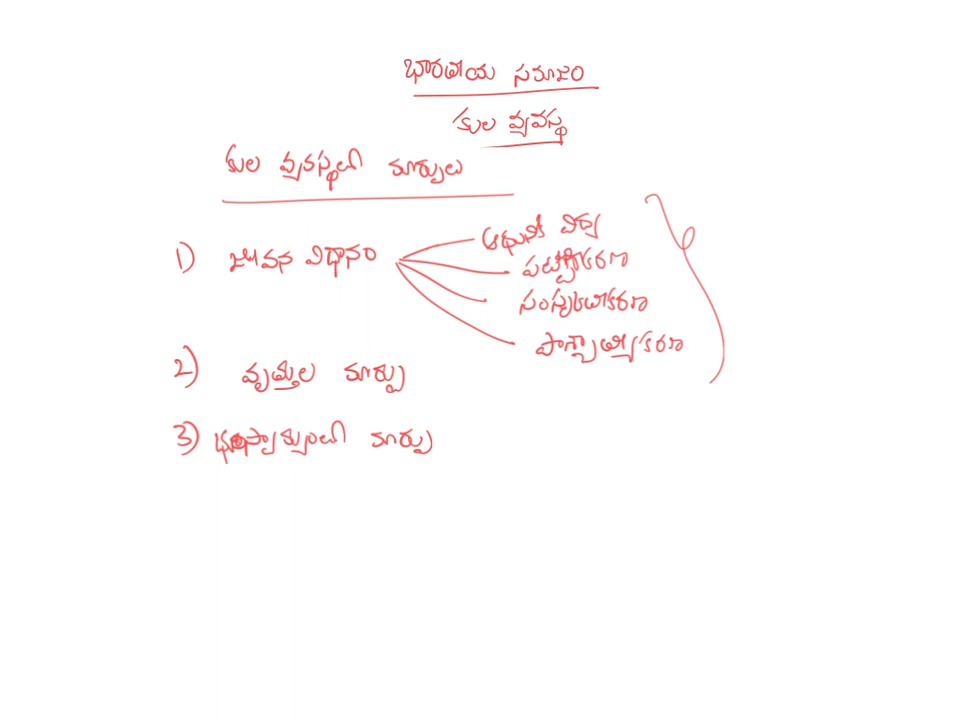 భారతీయ సమాజం
కుల వ్యవస్థ
కుల వ్యవస్థలో మార్పులు
1) జీవన విధానం
ఆధునిక విద్య
పట్టణీకరణ
సంస్కృతీకరణ
పాశ్చాత్యీకరణ
2) వృత్తుల మార్పు
3) మార్పు